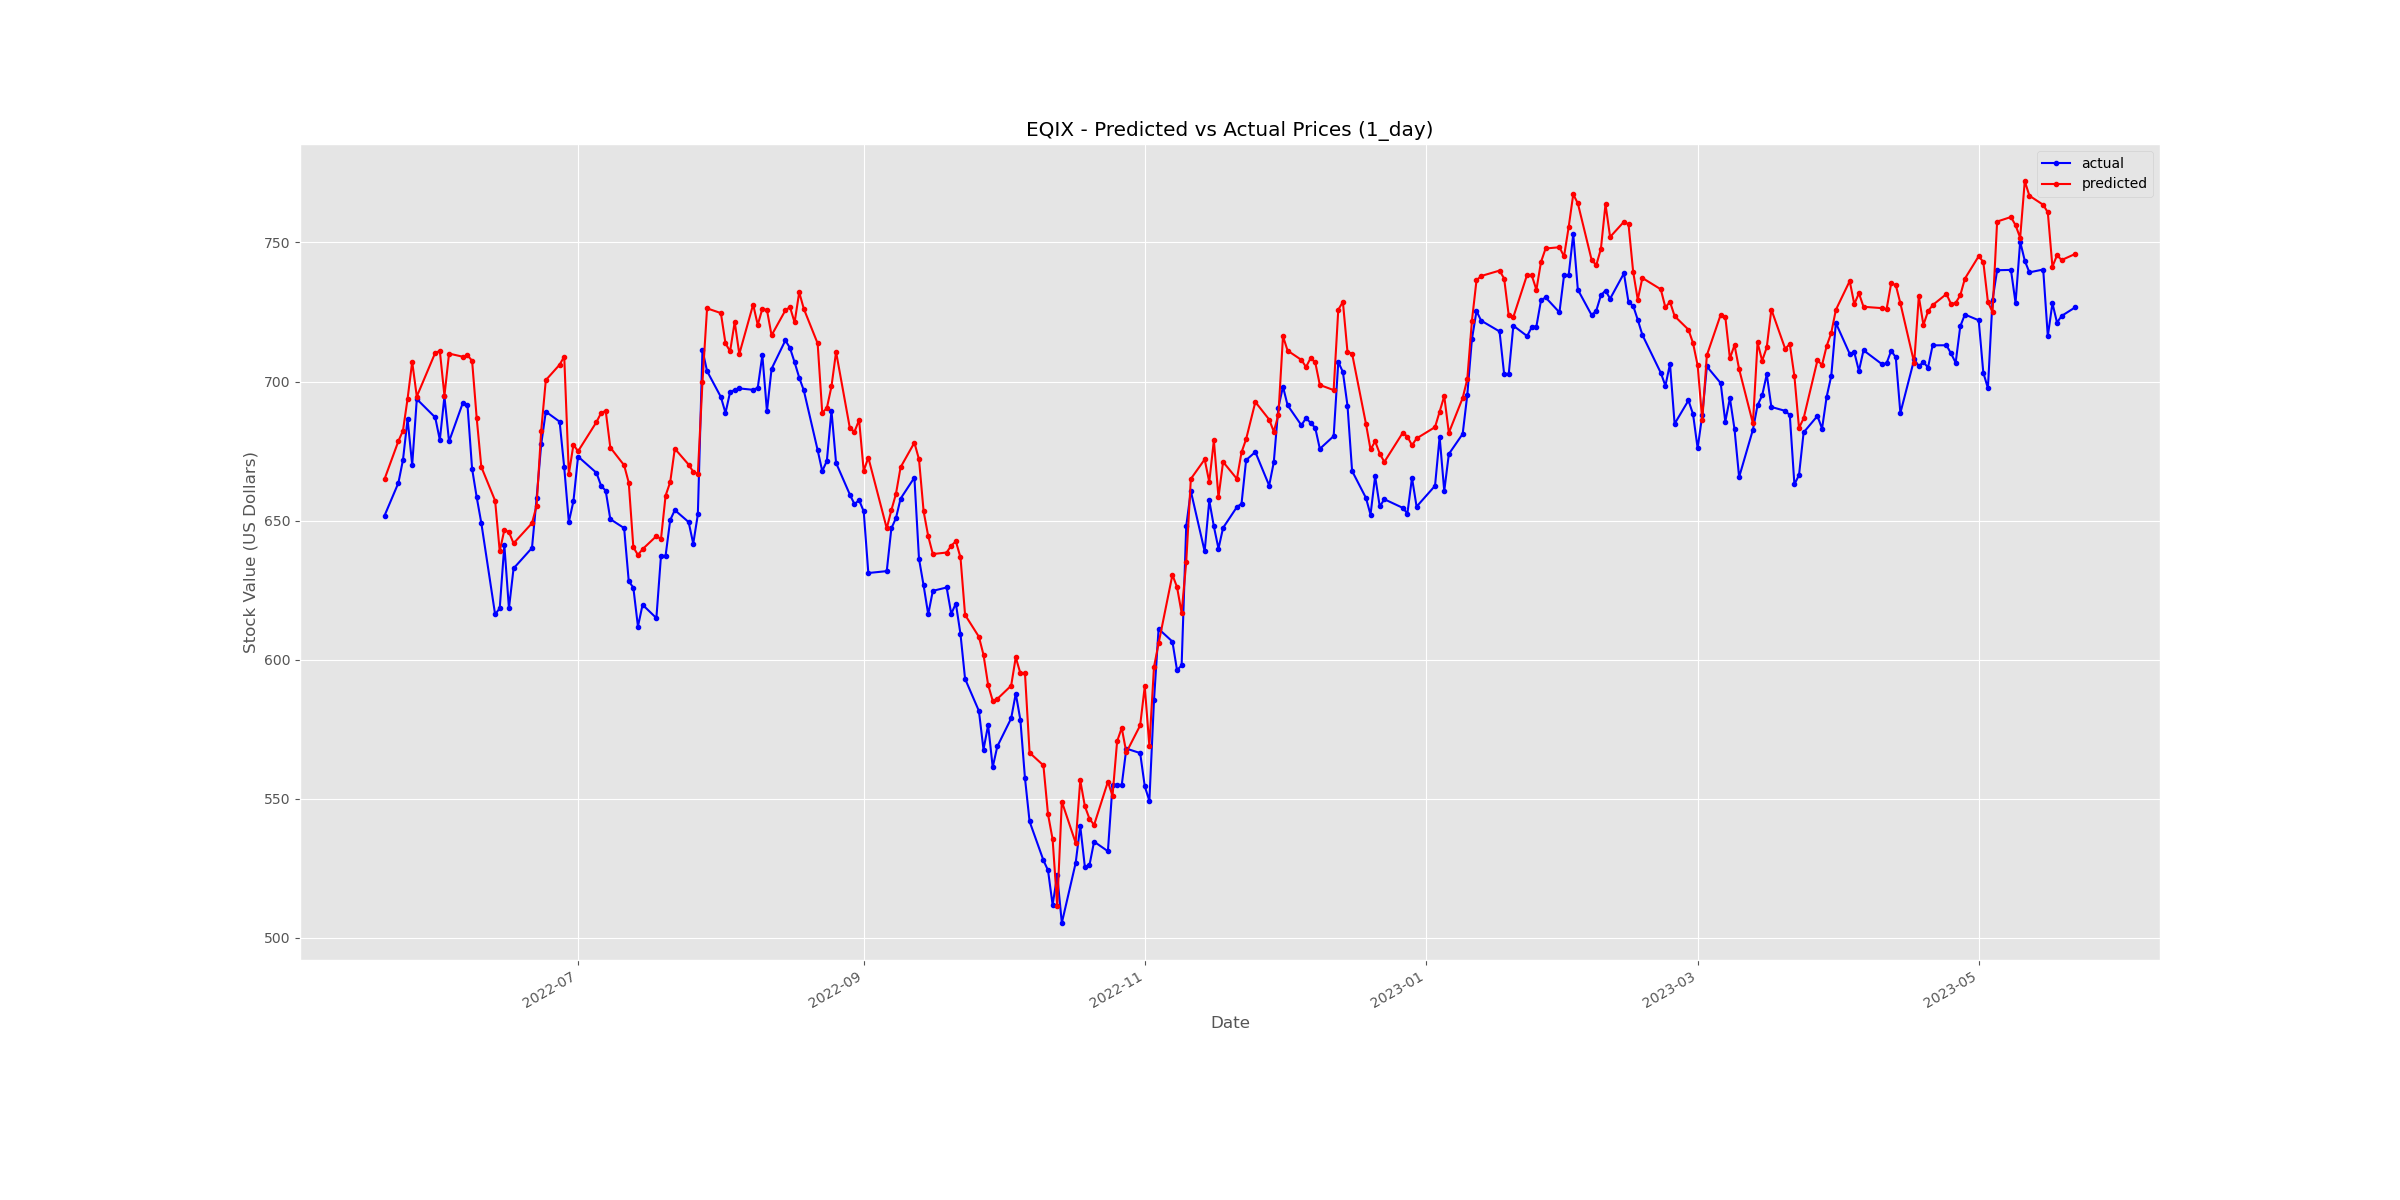 EQIX - Predicted vs Actual Prices (1_day)
actual
predicted
750
700
650
600
550
500
Stock Value (US Dollars)
2022-07
2022-09
2022-11
2023-01
2023-03
2023-05
Date